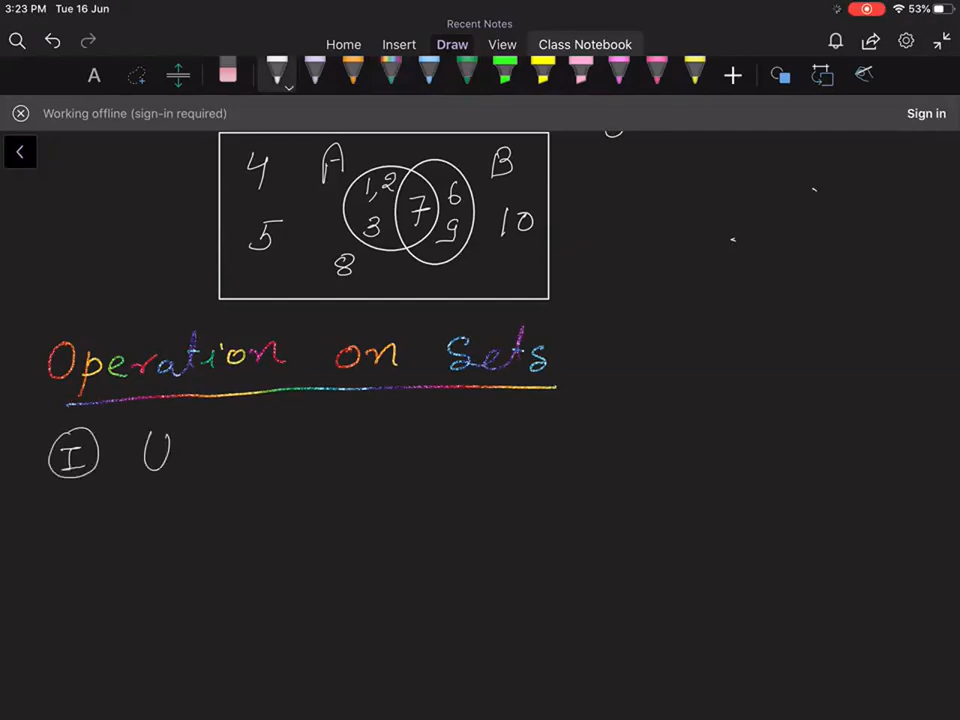 3:23 PM Tue 16 Jun
53%
Recent Notes
Home Insert Draw View Class Notebook
A
Working offline (sign-in required) Sign in
4 A B
1,2 6
7
5 3 9 10
8
Operation on Sets
I U